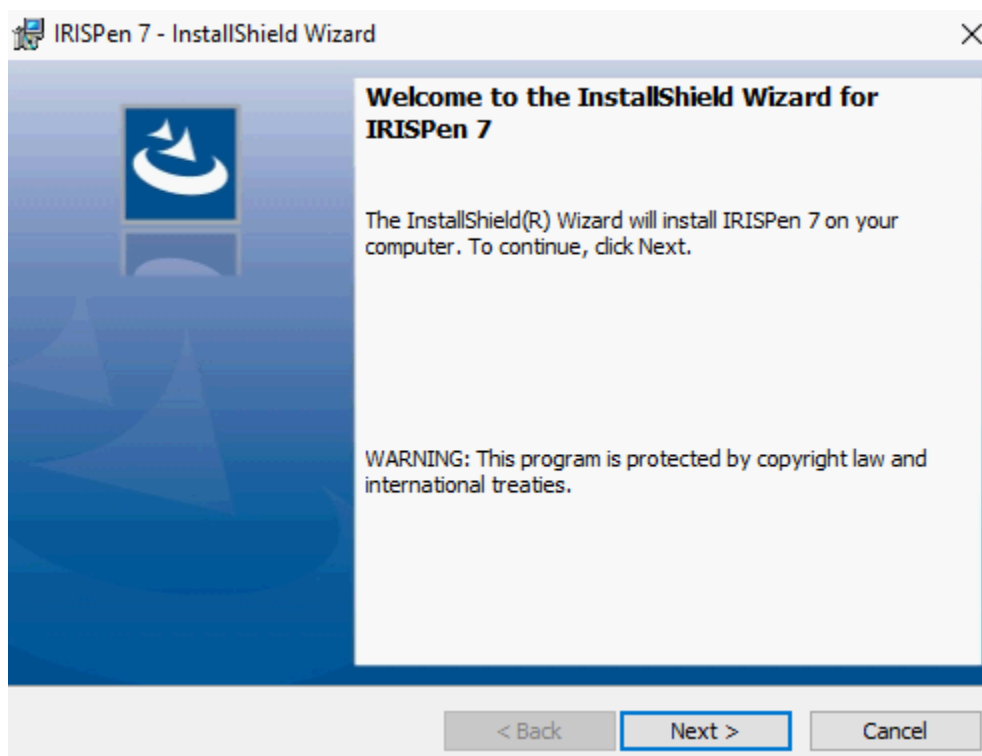 IRISPen 7 - InstallShield Wizard
Welcome to the InstallShield Wizard for
IRISPen 7
The InstallShield(R) Wizard will install IRISPen 7 on your
computer. To continue, click Next.
WARNING: This program is protected by copyright law and
international treaties.
< Back Next > Cancel